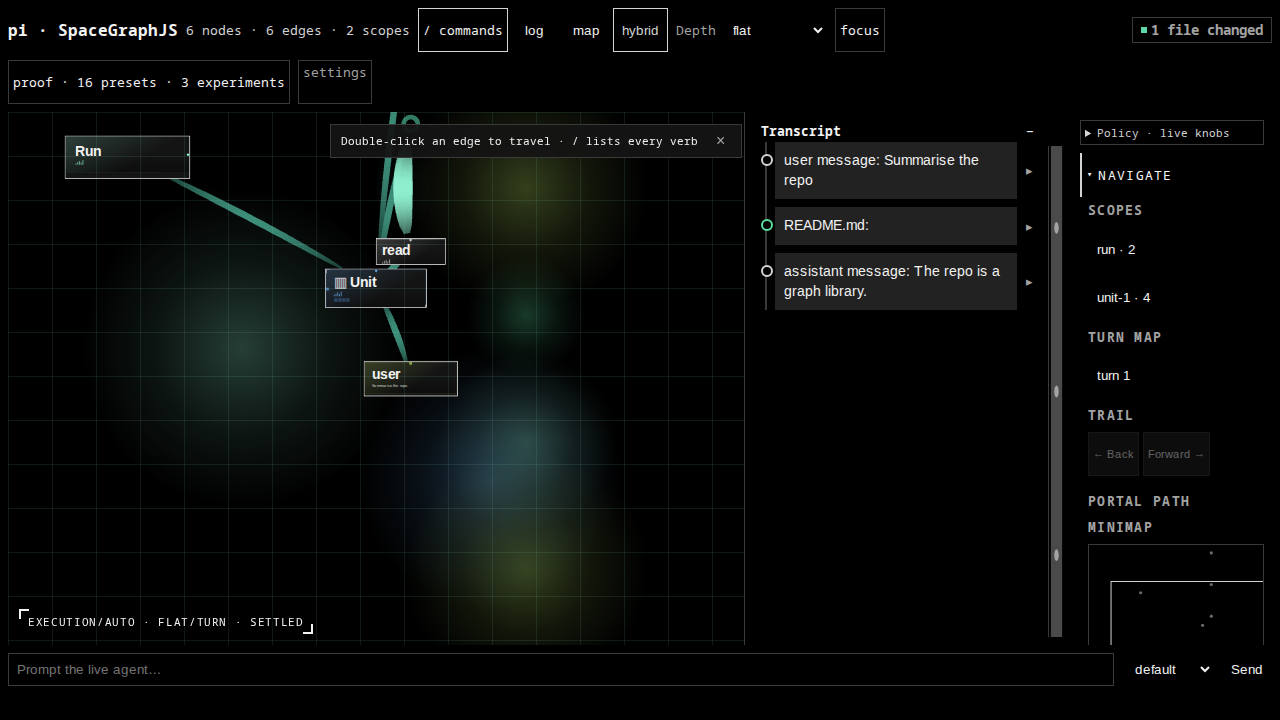 pi · SpaceGraphJS 6 nodes · 6 edges · 2 scopes / commands log map hybrid Depth flat focus 1 file changed
proof · 16 presets · 3 experiments settings
Double-click an edge to travel · / lists every verb ×
Run
read
Unit
user
Summarise the repo
EXECUTION/AUTO · FLAT/TURN · SETTLED
Transcript –
user message: Summarise the
repo
README.md:
assistant message: The repo is a
graph library.
Policy · live knobs
NAVIGATE
SCOPES
run · 2
unit-1 · 4
TURN MAP
turn 1
TRAIL
← Back Forward →
PORTAL PATH
MINIMAP
Prompt the live agent… default Send